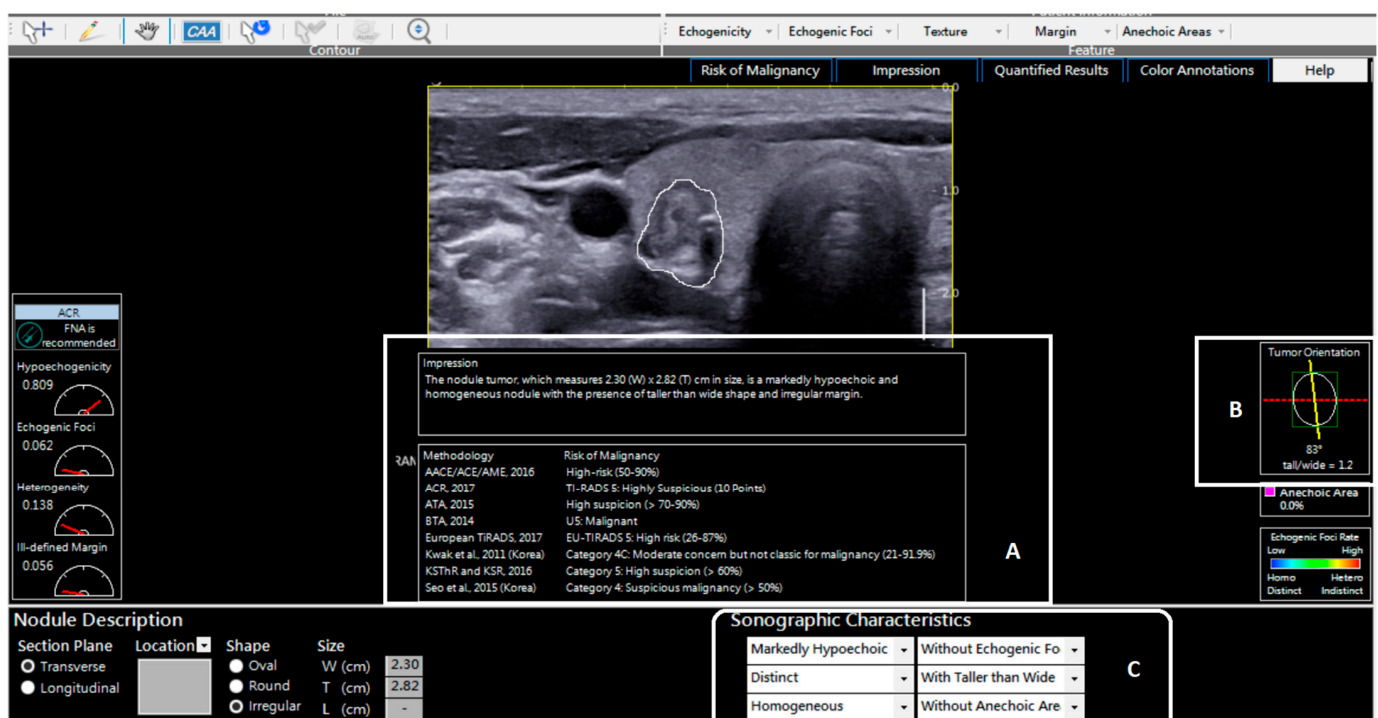 File
Patient Information
CAA
Echogenicity Echogenic Foci Texture Margin Anechoic Areas
Contour Feature
Risk of Malignancy Impression Quantified Results Color Annotations Help
0.0
1.0
2.0
ACR
FNA is
recommended
Hypoechogenicity
0.809
Echogenic Foci
0.062
Heterogeneity
0.138
Ill-defined Margin
0.056
Impression
The nodule tumor, which measures 2.30 (W) x 2.82 (T) cm in size, is a markedly hypoechoic and
homogeneous nodule with the presence of taller than wide shape and irregular margin.
RAN
Methodology Risk of Malignancy
AACE/ACE/AME, 2016 High-risk (50-90%)
ACR, 2017 TI-RADS 5: Highly Suspicious (10 Points)
ATA, 2015 High suspicion (> 70-90%)
BTA, 2014 U5: Malignant
European TiRADS, 2017 EU-TIRADS 5: High risk (26-87%)
Kwak et al., 2011 (Korea) Category 4C: Moderate concern but not classic for malignancy (21-91.9%)
KSThR and KSR, 2016 Category 5: High suspicion (> 60%)
Seo et al., 2015 (Korea) Category 4: Suspicious malignancy (> 50%)
A
Tumor Orientation
B
83°
tall/wide = 1.2
Anechoic Area
0.0%
Echogenic Foci Rate
Low High
Homo Hetero
Distinct Indistinct
Nodule Description
Section Plane Location Shape Size
Transverse Oval W (cm) 2.30
Longitudinal Round T (cm) 2.82
Irregular L (cm) -
Sonographic Characteristics
Markedly Hypoechoic Without Echogenic Fo
Distinct With Taller than Wide
Homogeneous Without Anechoic Are
C